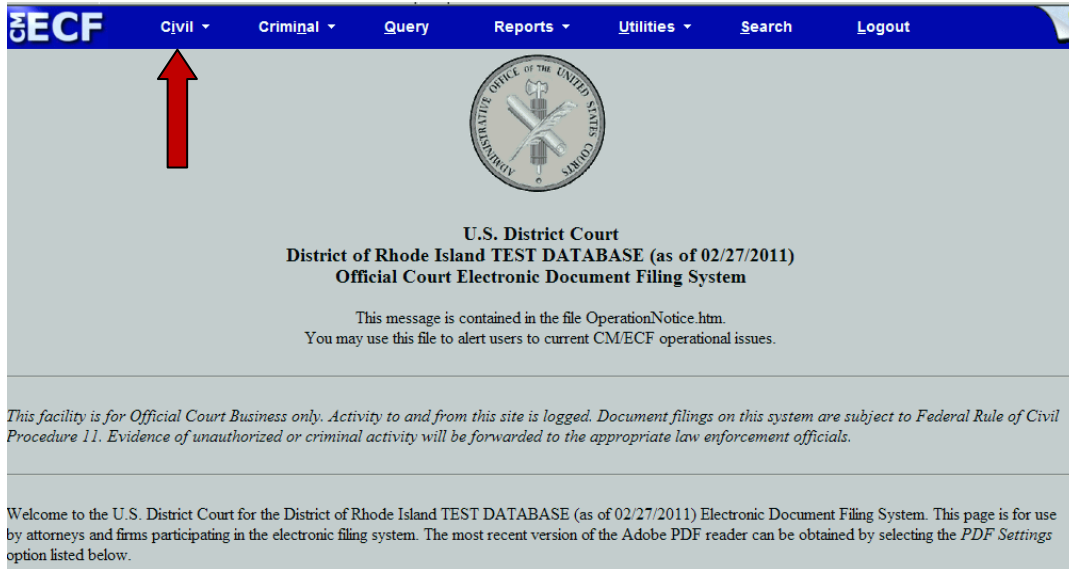 CM ECF Civil Criminal Query Reports Utilities Search Logout
ADMINISTRATIVE OFFICE OF THE UNITED STATES COURTS
U.S. District Court
District of Rhode Island TEST DATABASE (as of 02/27/2011)
Official Court Electronic Document Filing System
This message is contained in the file OperationNotice.htm.
You may use this file to alert users to current CM/ECF operational issues.
This facility is for Official Court Business only. Activity to and from this site is logged. Document filings on this system are subject to Federal Rule of Civil
Procedure 11. Evidence of unauthorized or criminal activity will be forwarded to the appropriate law enforcement officials.
Welcome to the U.S. District Court for the District of Rhode Island TEST DATABASE (as of 02/27/2011) Electronic Document Filing System. This page is for use
by attorneys and firms participating in the electronic filing system. The most recent version of the Adobe PDF reader can be obtained by selecting the PDF Settings
option listed below.